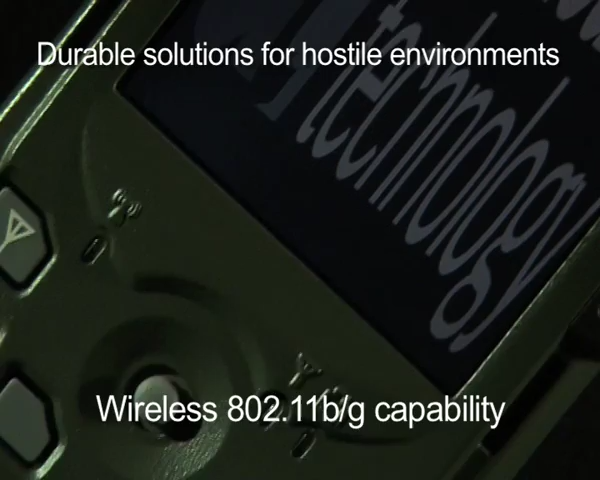 Durable solutions for hostile environments
technology
Wireless 802.11b/g capability